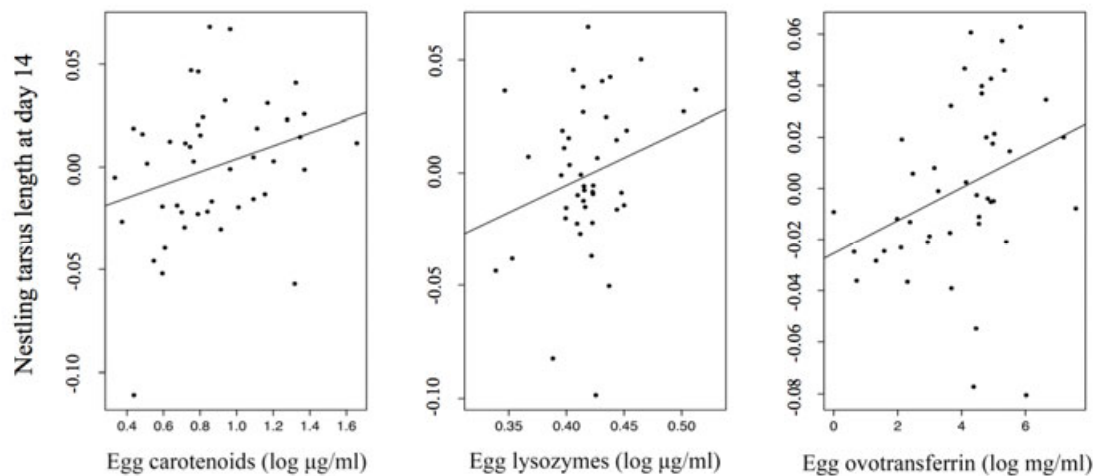 Nestling tarsus length at day 14
0.05
0.00
-0.05
-0.10
0.4 0.6 0.8 1.0 1.2 1.4 1.6
Egg carotenoids (log µg/ml)
0.05
0.00
-0.05
-0.10
0.35 0.40 0.45 0.50
Egg lysozymes (log µg/ml)
0.06
0.04
0.02
0.00
-0.02
-0.04
-0.06
-0.08
0 2 4 6
Egg ovotransferrin (log mg/ml)